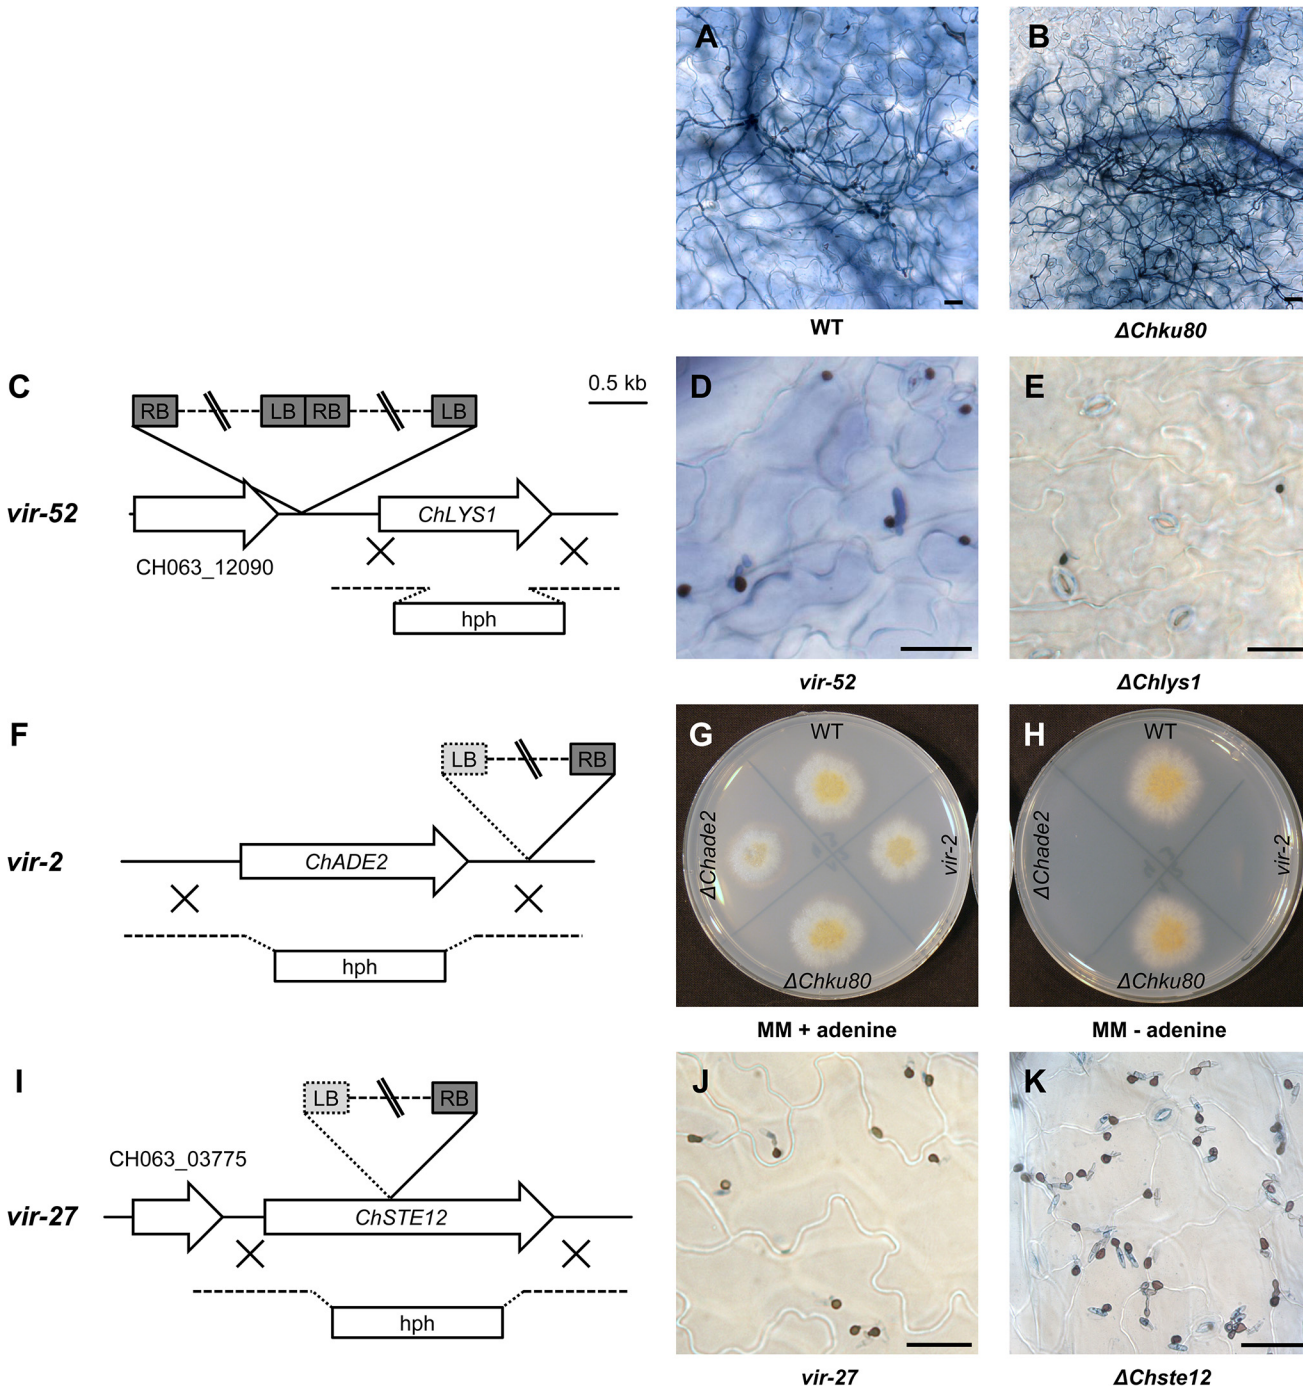 A
B
WT
ΔChku80
C
0.5 kb
RB
LB
RB
LB
vir-52
ChLYS1
CH063_12090
hph
D
E
vir-52
ΔChlys1
F
LB
RB
vir-2
ChADE2
hph
G
WT
ΔChade2
vir-2
ΔChku80
H
WT
ΔChade2
vir-2
ΔChku80
MM + adenine
MM - adenine
I
LB
RB
CH063_03775
vir-27
ChSTE12
hph
J
K
vir-27
ΔChste12